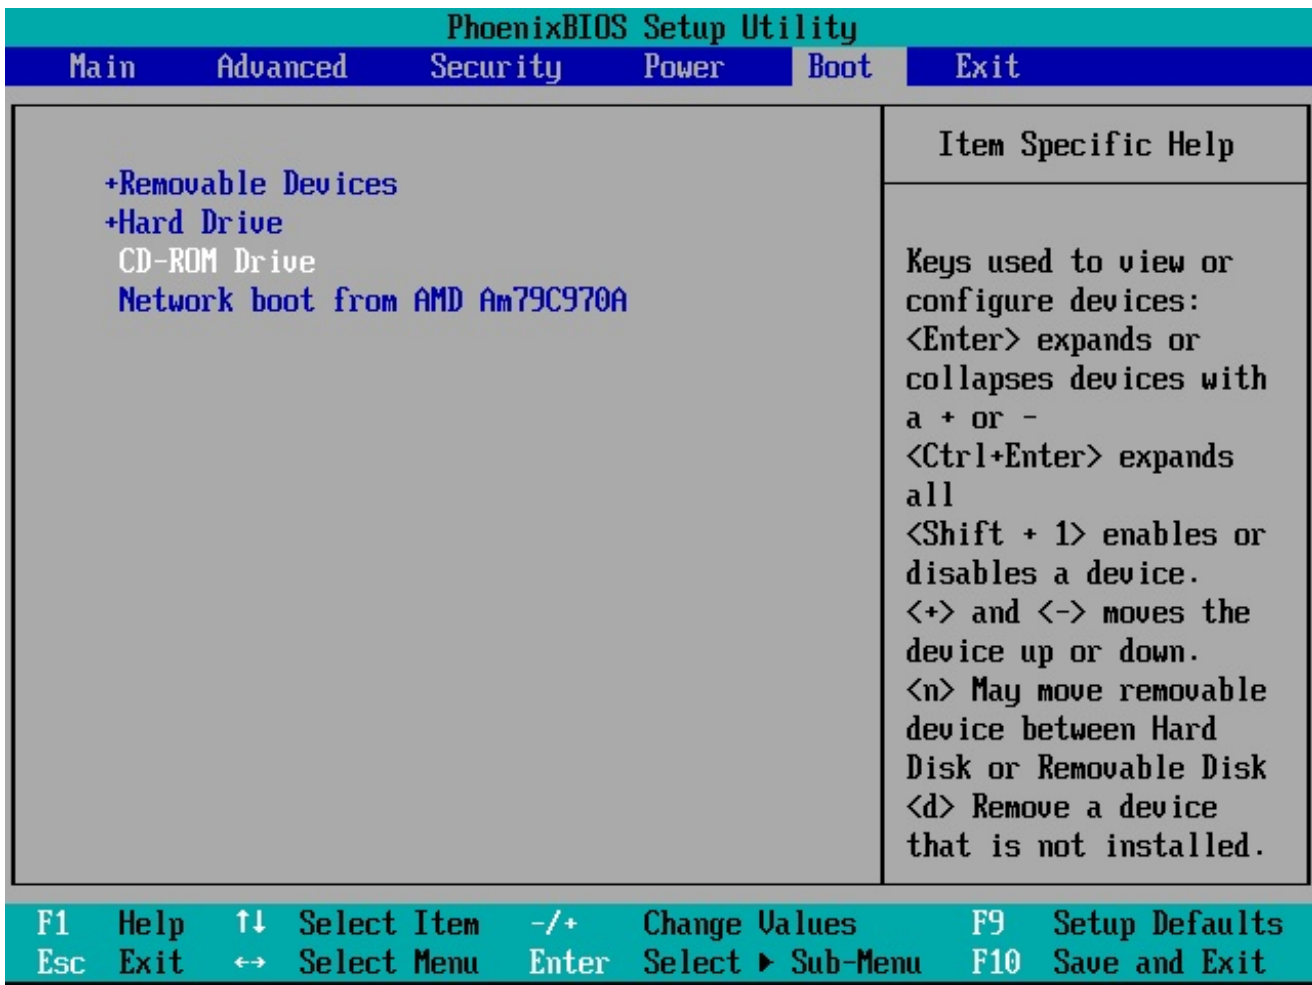 PhoenixBIOS Setup Utility
Main Advanced Security Power Boot Exit
+Removable Devices
+Hard Drive
CD-ROM Drive
Network boot from AMD Am79C970A
Item Specific Help
Keys used to view or
configure devices:
<Enter> expands or
collapses devices with
a + or -
<Ctrl+Enter> expands
all
<Shift + 1> enables or
disables a device.
<+> and <-> moves the
device up or down.
<n> May move removable
device between Hard
Disk or Removable Disk
<d> Remove a device
that is not installed.
F1 Help ↑↓ Select Item -/+ Change Values F9 Setup Defaults
Esc Exit ↔ Select Menu Enter Select ▶ Sub-Menu F10 Save and Exit